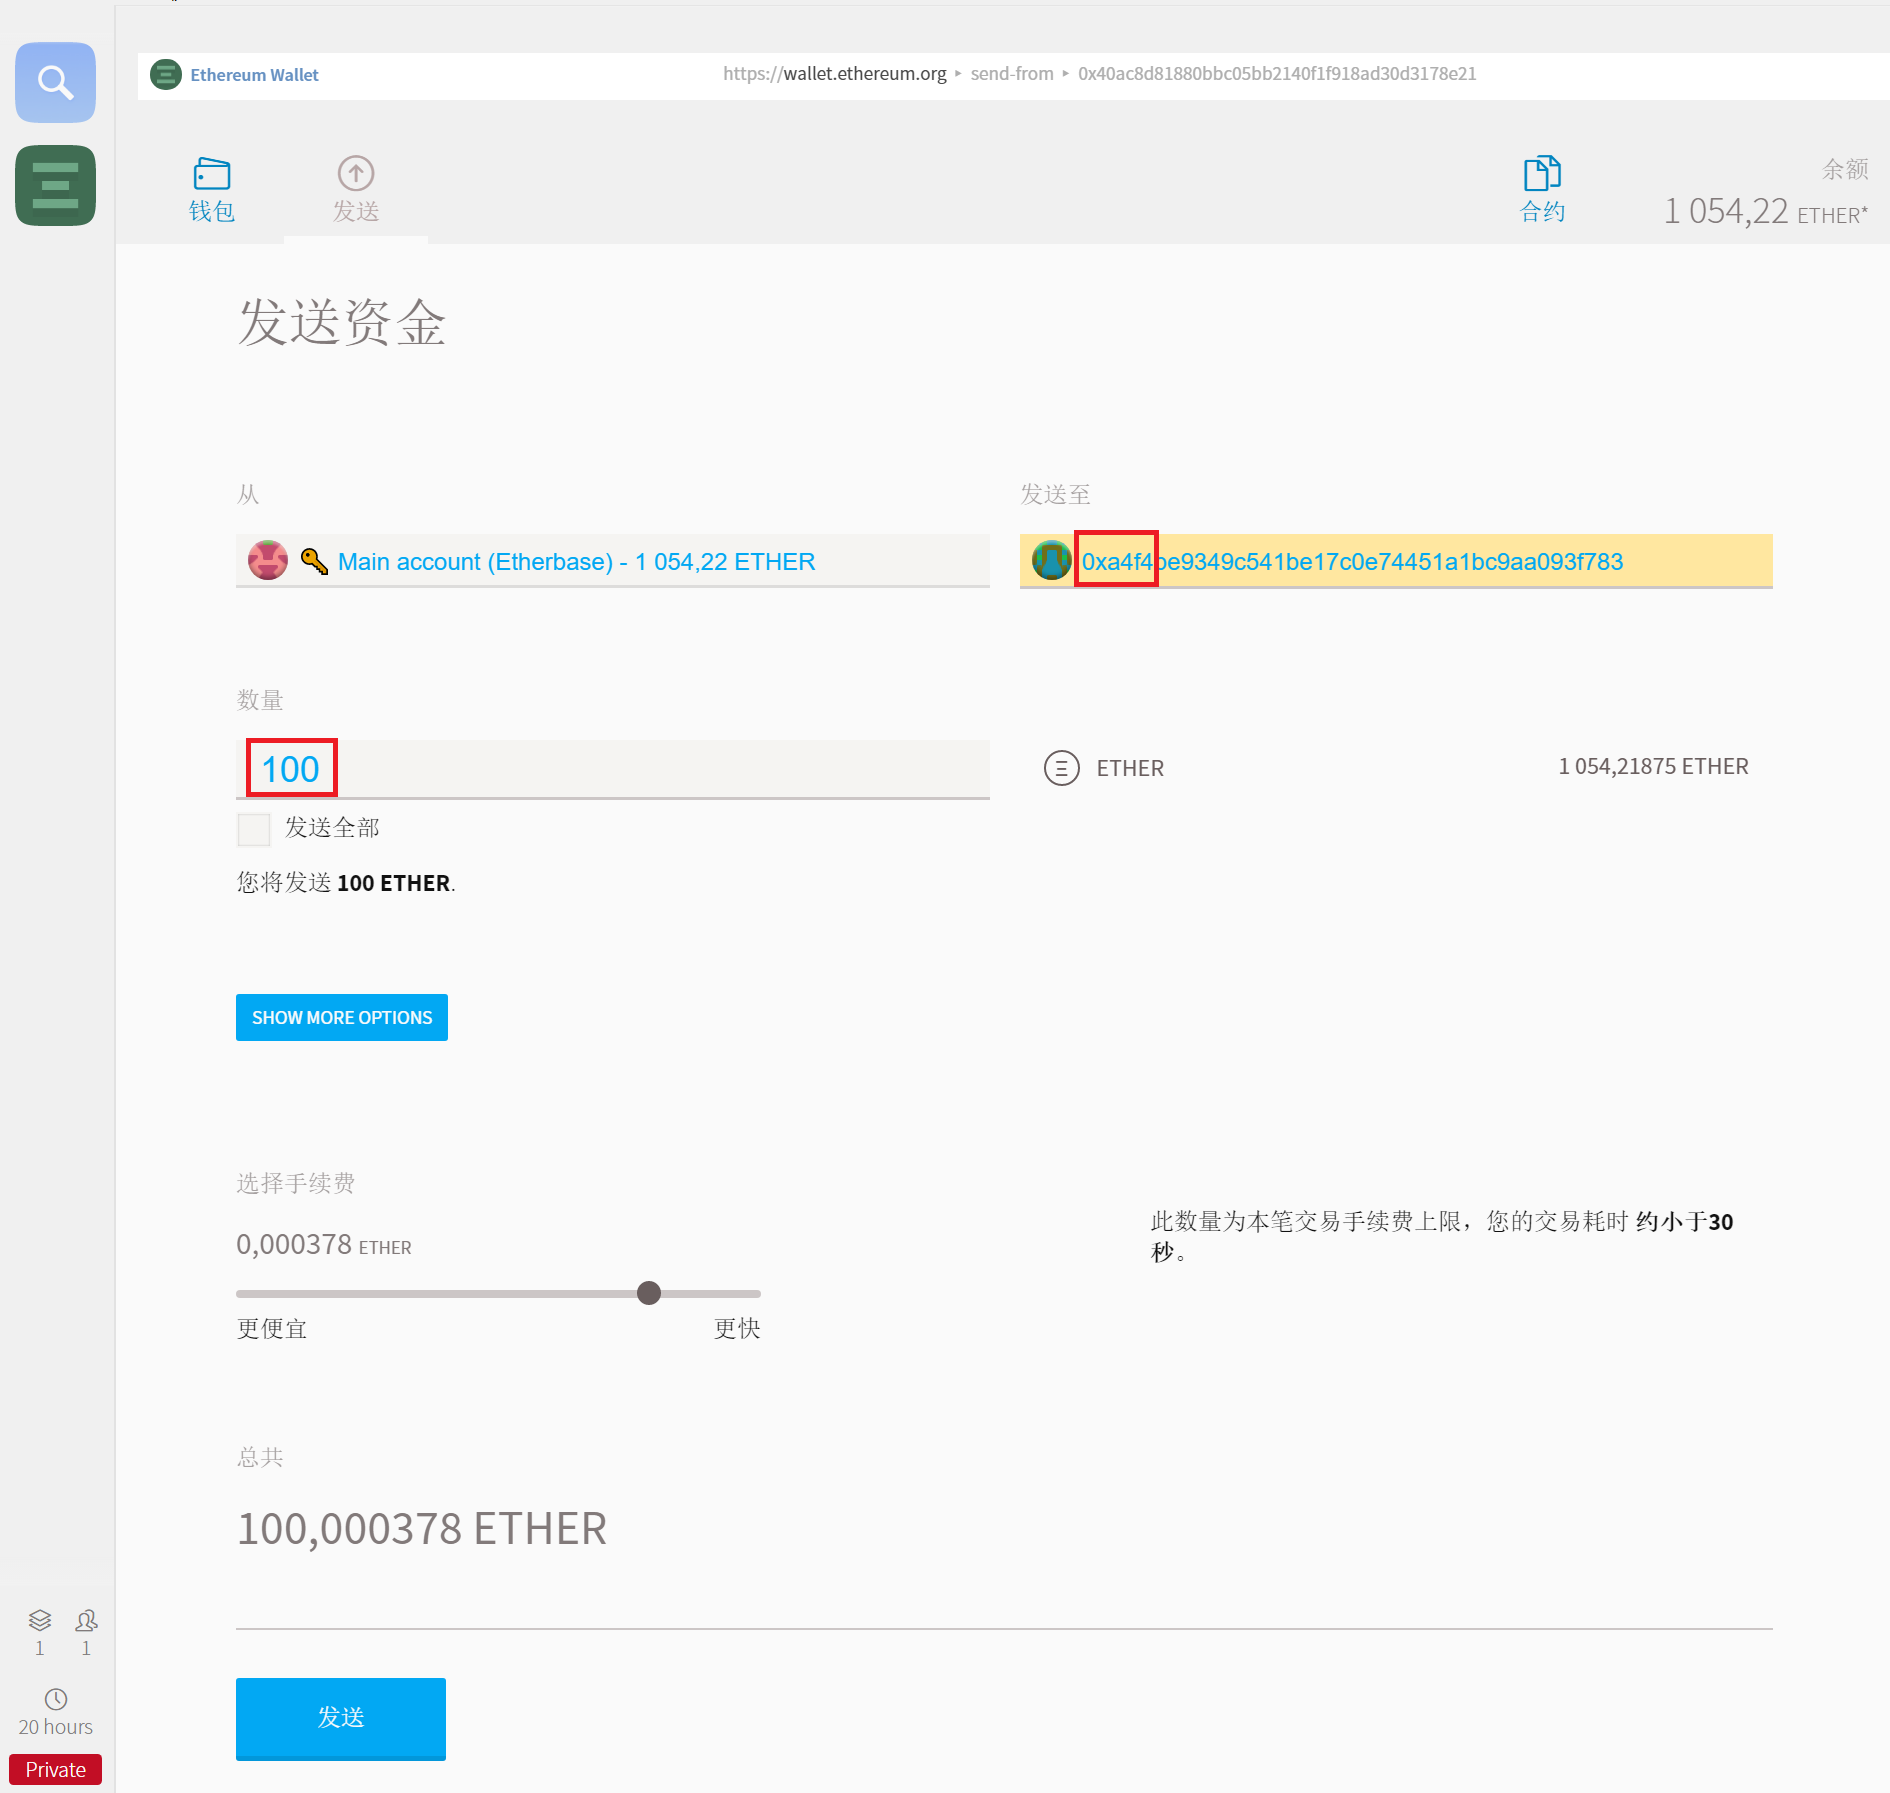 Ethereum Wallet
https://wallet.ethereum.org ▸ send-from ▸ 0x40ac8d81880bbc05bb2140f1f918ad30d3178e21
钱包
发送
合约
余额
1 054,22 ETHER*
发送资金
从
发送至
Main account (Etherbase) - 1 054,22 ETHER
0xa4f4be9349c541be17c0e74451a1bc9aa093f783
数量
100
ETHER
1 054,21875 ETHER
发送全部
您将发送 100 ETHER.
SHOW MORE OPTIONS
选择手续费
0,000378 ETHER
更便宜
更快
此数量为本笔交易手续费上限，您的交易耗时 约小于30
秒。
总共
100,000378 ETHER
发送
1
1
20 hours
Private